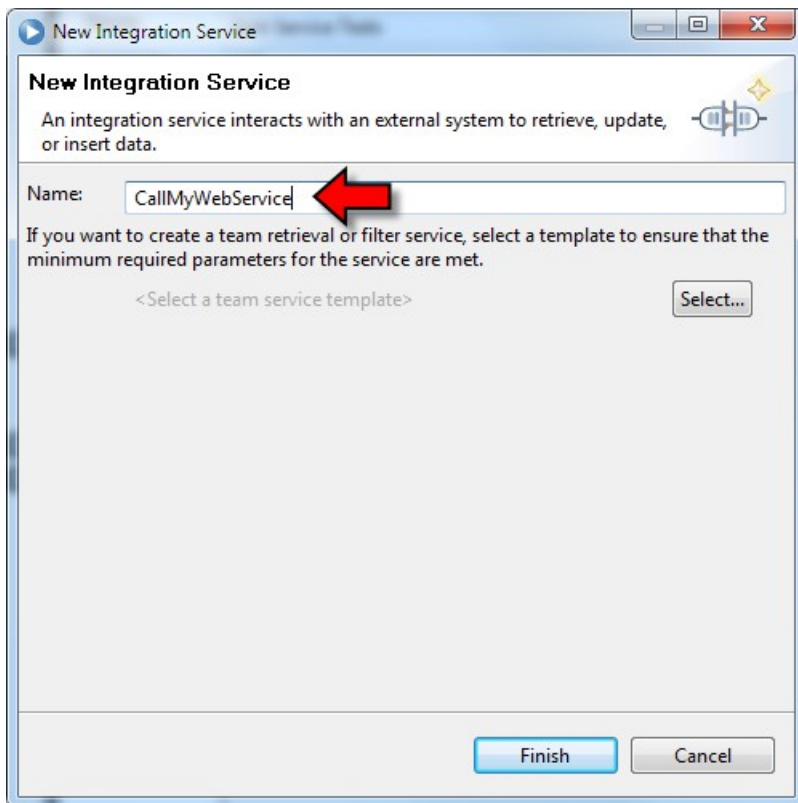 New Integration Service
New Integration Service
An integration service interacts with an external system to retrieve, update,
or insert data.
Name:
CallMyWebService
If you want to create a team retrieval or filter service, select a template to ensure that the
minimum required parameters for the service are met.
<Select a team service template>
Select...
Finish
Cancel